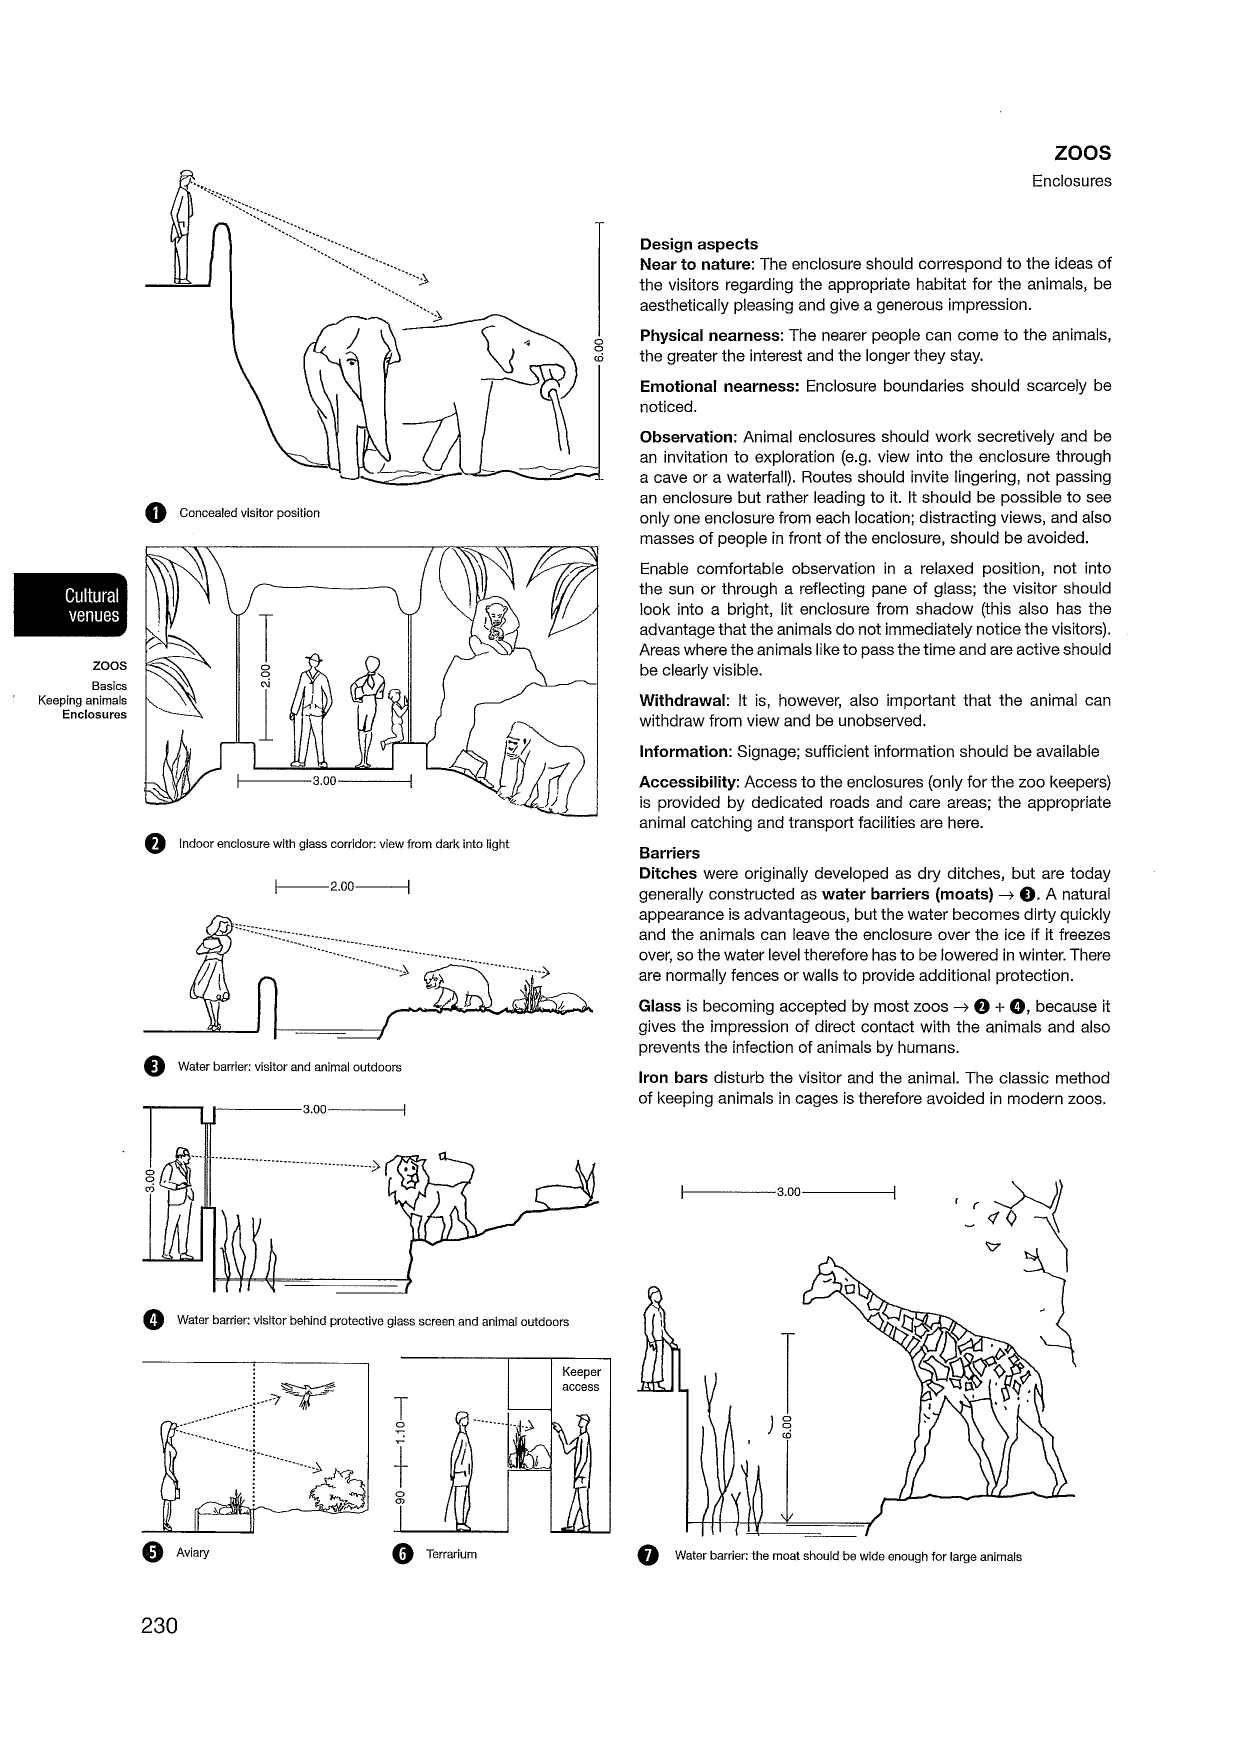 ZOOS
Enclosures
6.00
❶ Concealed visitor position
2.00
3.00
❷ Indoor enclosure with glass corridor: view from dark into light
Cultural
venues
ZOOS
Basics
Keeping animals
Enclosures
2.00
❸ Water barrier: visitor and animal outdoors
3.00
3.00
❹ Water barrier: visitor behind protective glass screen and animal outdoors
❺ Aviary
Keeper
access
1.10
90
❻ Terrarium
Design aspects
Near to nature: The enclosure should correspond to the ideas of
the visitors regarding the appropriate habitat for the animals, be
aesthetically pleasing and give a generous impression.
Physical nearness: The nearer people can come to the animals,
the greater the interest and the longer they stay.
Emotional nearness: Enclosure boundaries should scarcely be
noticed.
Observation: Animal enclosures should work secretively and be
an invitation to exploration (e.g. view into the enclosure through
a cave or a waterfall). Routes should invite lingering, not passing
an enclosure but rather leading to it. It should be possible to see
only one enclosure from each location; distracting views, and also
masses of people in front of the enclosure, should be avoided.
Enable comfortable observation in a relaxed position, not into
the sun or through a reflecting pane of glass; the visitor should
look into a bright, lit enclosure from shadow (this also has the
advantage that the animals do not immediately notice the visitors).
Areas where the animals like to pass the time and are active should
be clearly visible.
Withdrawal: It is, however, also important that the animal can
withdraw from view and be unobserved.
Information: Signage; sufficient information should be available
Accessibility: Access to the enclosures (only for the zoo keepers)
is provided by dedicated roads and care areas; the appropriate
animal catching and transport facilities are here.
Barriers
Ditches were originally developed as dry ditches, but are today
generally constructed as water barriers (moats) → ❸. A natural
appearance is advantageous, but the water becomes dirty quickly
and the animals can leave the enclosure over the ice if it freezes
over, so the water level therefore has to be lowered in winter. There
are normally fences or walls to provide additional protection.
Glass is becoming accepted by most zoos → ❷ + ❹, because it
gives the impression of direct contact with the animals and also
prevents the infection of animals by humans.
Iron bars disturb the visitor and the animal. The classic method
of keeping animals in cages is therefore avoided in modern zoos.
3.00
6.00
❼ Water barrier: the moat should be wide enough for large animals
230